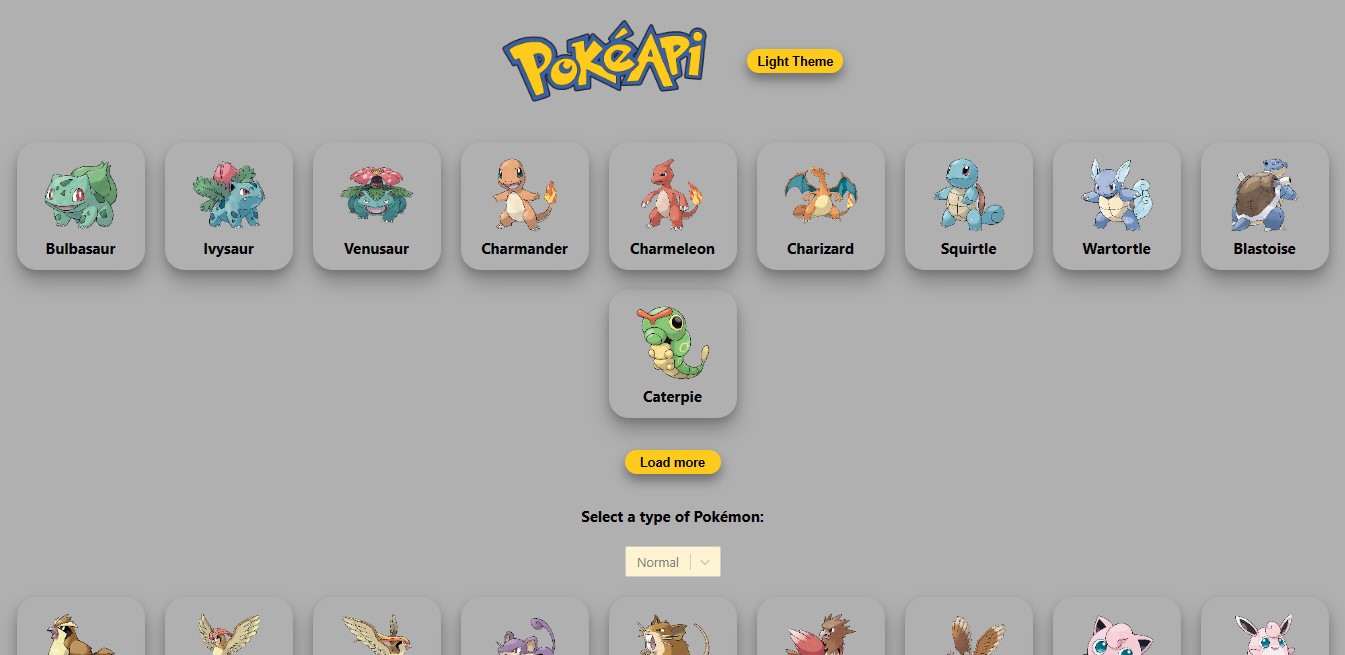 PokéApi
Light Theme
Bulbasaur
Ivysaur
Venusaur
Charmander
Charmeleon
Charizard
Squirtle
Wartortle
Blastoise
Caterpie
Load more
Select a type of Pokémon:
Normal